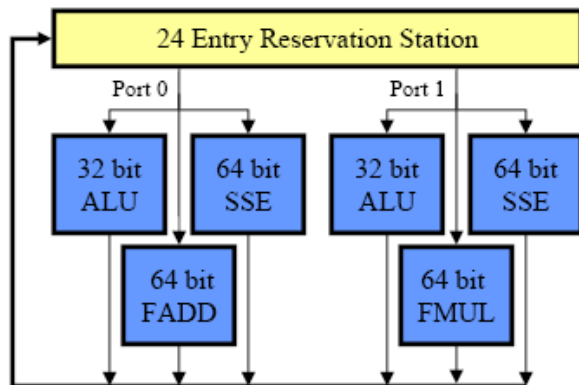 24 Entry Reservation Station
Port 0
Port 1
32 bit
ALU
64 bit
SSE
32 bit
ALU
64 bit
SSE
64 bit
FADD
64 bit
FMUL